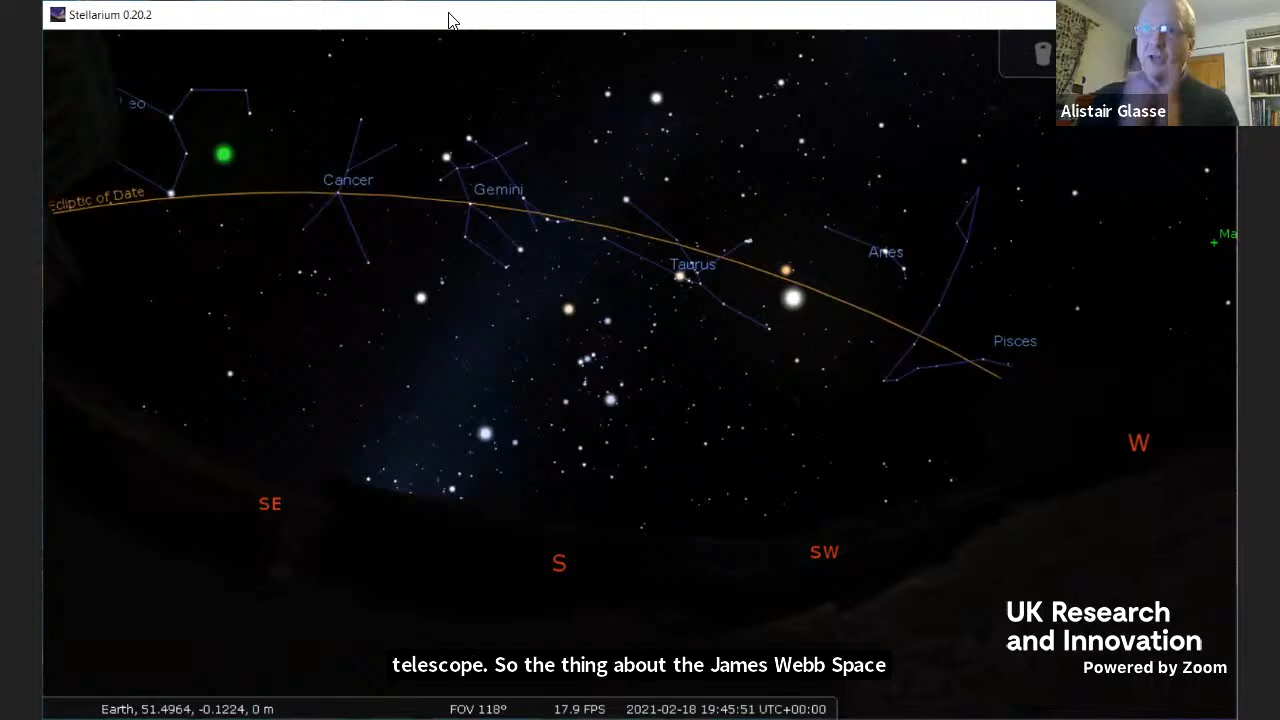 Stellarium 0.20.2
Alistair Glasse
eo
Ecliptic of Date
Cancer
Gemini
Taurus
Aries
Ma
Pisces
W
SE
S
SW
UK Research
and Innovation
telescope. So the thing about the James Webb Space
Powered by Zoom
Earth, 51.4964, -0.1224, 0 m
FOV 118°
17.9 FPS
2021-02-18 19:45:51 UTC+00:00